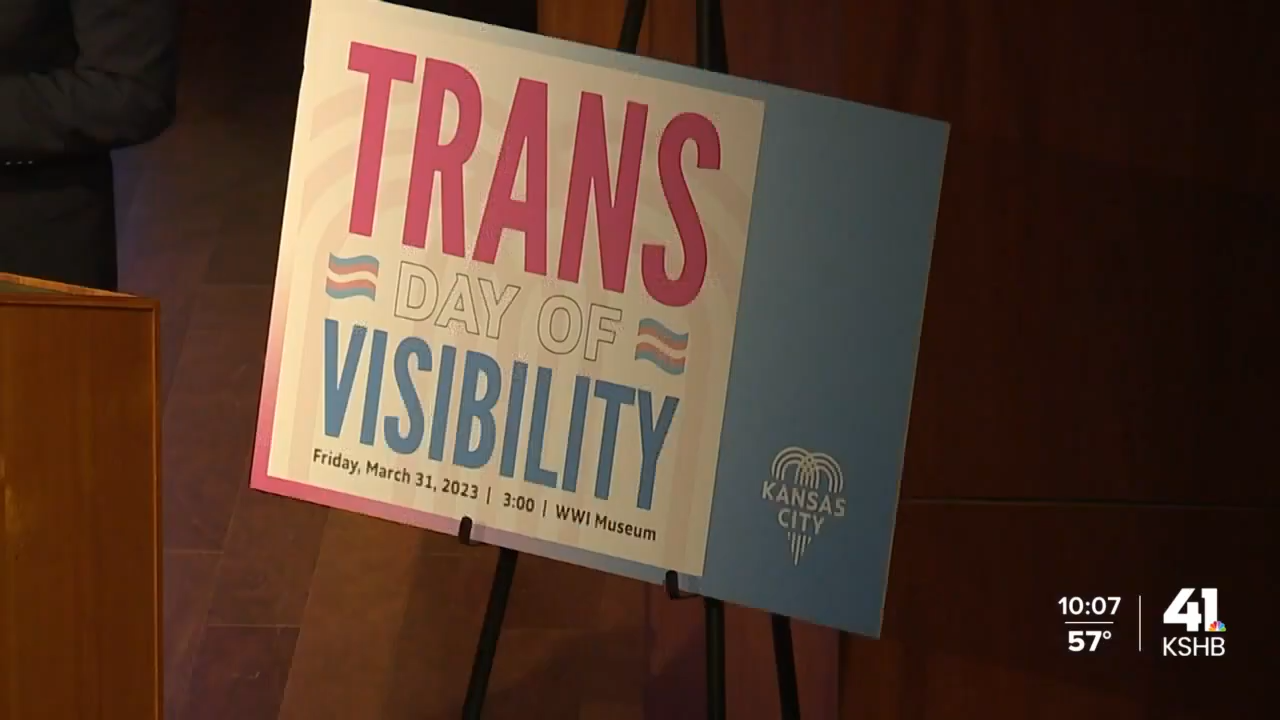 TRANS
DAY OF
VISIBILITY
Friday, March 31, 2023 | 3:00 | WWI Museum
KANSAS
CITY
10:07
57°
41
KSHB